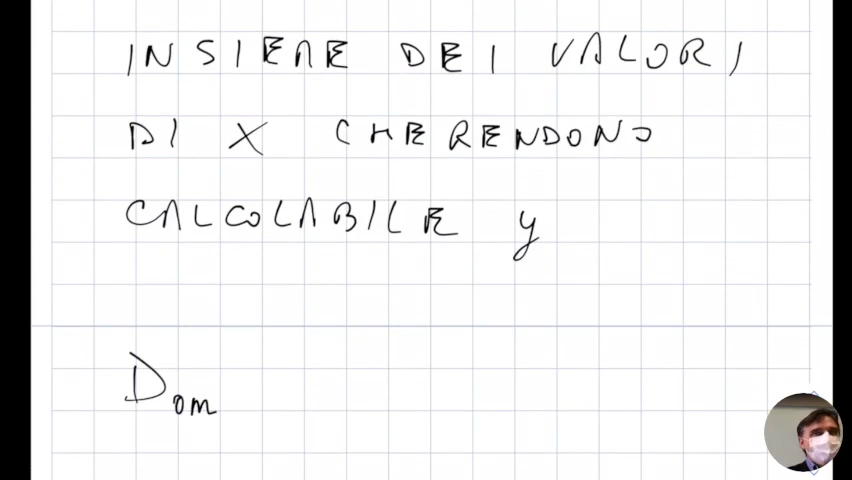 INSIEME DEI VALORI
DI X CHE RENDONO
CALCOLABILE y
Dom